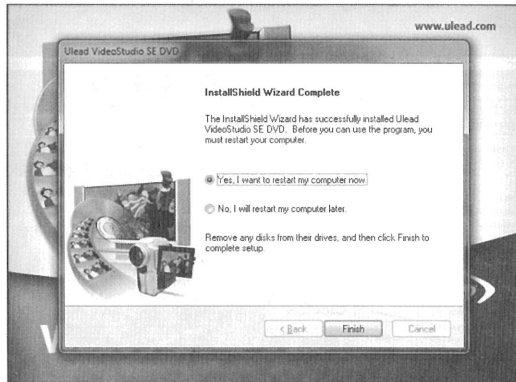 www.ulead.com
Ulead VideoStudio SE DVD
InstallShield Wizard Complete
The InstallShield Wizard has successfully installed Ulead
VideoStudio SE DVD. Before you can use the program, you
must restart your computer.
Yes, I want to restart my computer now.
No, I will restart my computer later.
Remove any disks from their drives, and then click Finish to
complete setup.
< Back
Finish
Cancel